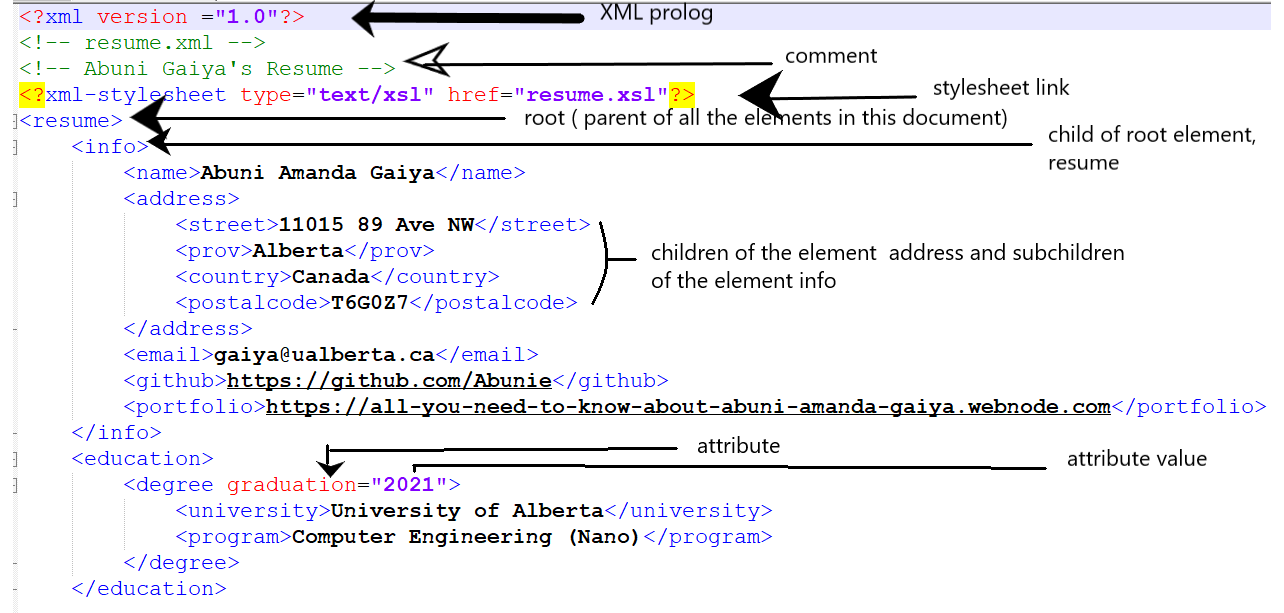 <?xml version ="1.0"?> XML prolog
<!-- resume.xml -->
<!-- Abuni Gaiya's Resume --> comment
<?xml-stylesheet type="text/xsl" href="resume.xsl"?> stylesheet link
<resume> root ( parent of all the elements in this document)
<info> child of root element,
resume
<name>Abuni Amanda Gaiya</name>
<address>
<street>11015 89 Ave NW</street>
<prov>Alberta</prov> children of the element address and subchildren
<country>Canada</country> of the element info
<postalcode>T6G0Z7</postalcode>
</address>
<email>gaiya@ualberta.ca</email>
<github>https://github.com/Abunie</github>
<portfolio>https://all-you-need-to-know-about-abuni-amanda-gaiya.webnode.com</portfolio>
</info>
<education> attribute attribute value
<degree graduation="2021">
<university>University of Alberta</university>
<program>Computer Engineering (Nano)</program>
</degree>
</education>